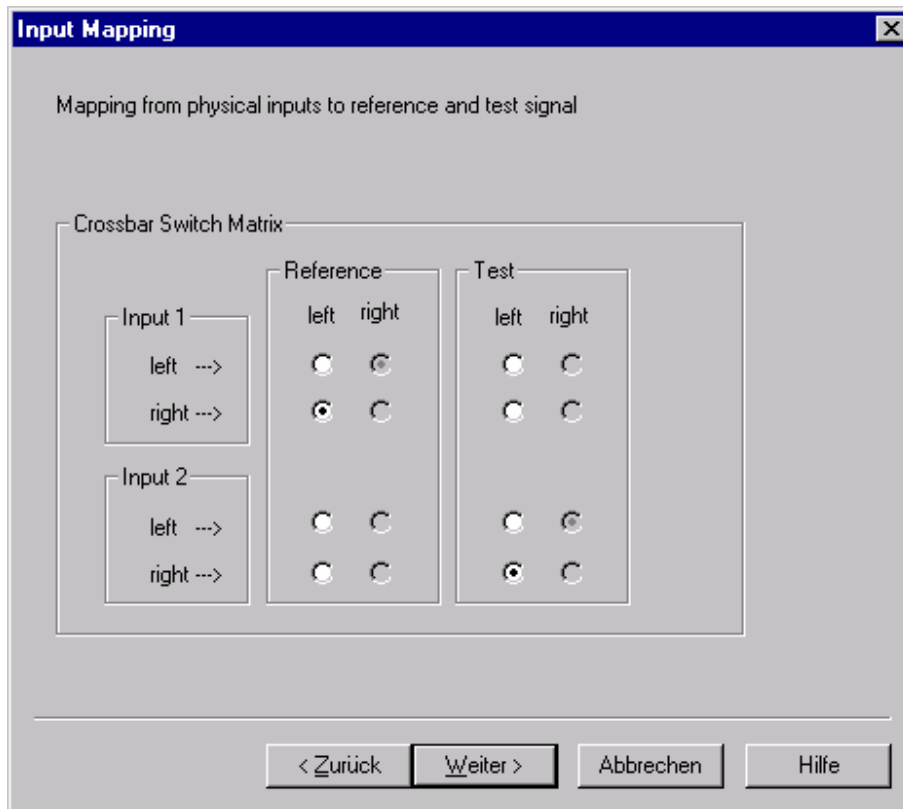 Input Mapping
Mapping from physical inputs to reference and test signal
Crossbar Switch Matrix
Reference
Test
left right
left right
Input 1
left --->
right --->
Input 2
left --->
right --->
< Zurück
Weiter >
Abbrechen
Hilfe